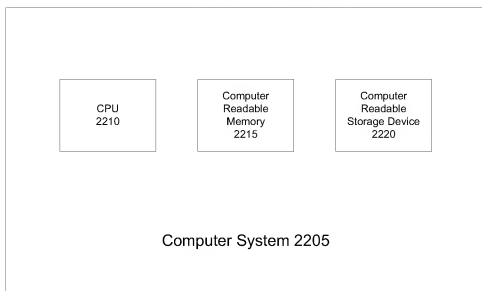 CPU
2210
Computer
Readable
Memory
2215
Computer
Readable
Storage Device
2220
Computer System 2205